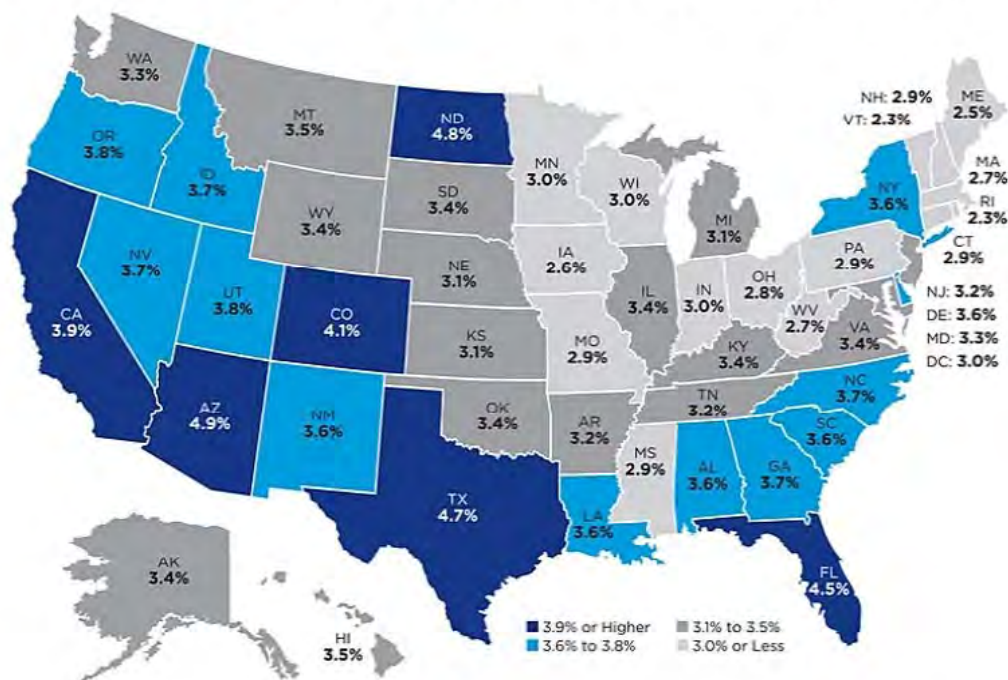 WA
3.3%
OR
3.8%
ID
3.7%
MT
3.5%
ND
4.8%
MN
3.0%
WI
3.0%
MI
3.1%
NH: 2.9%
VT: 2.3%
ME
2.5%
MA
2.7%
RI
2.3%
CT
2.9%
NY
3.6%
SD
3.4%
WY
3.4%
NE
3.1%
IA
2.6%
IL
3.4%
IN
3.0%
OH
2.8%
PA
2.9%
NJ: 3.2%
DE: 3.6%
MD: 3.3%
DC: 3.0%
CA
3.9%
NV
3.7%
UT
3.8%
CO
4.1%
KS
3.1%
MO
2.9%
KY
3.4%
WV
2.7%
VA
3.4%
NC
3.7%
TN
3.2%
SC
3.6%
AZ
4.9%
NM
3.6%
OK
3.4%
AR
3.2%
MS
2.9%
AL
3.6%
GA
3.7%
TX
4.7%
LA
3.6%
FL
4.5%
AK
3.4%
HI
3.5%
3.9% or Higher
3.6% to 3.8%
3.1% to 3.5%
3.0% or Less